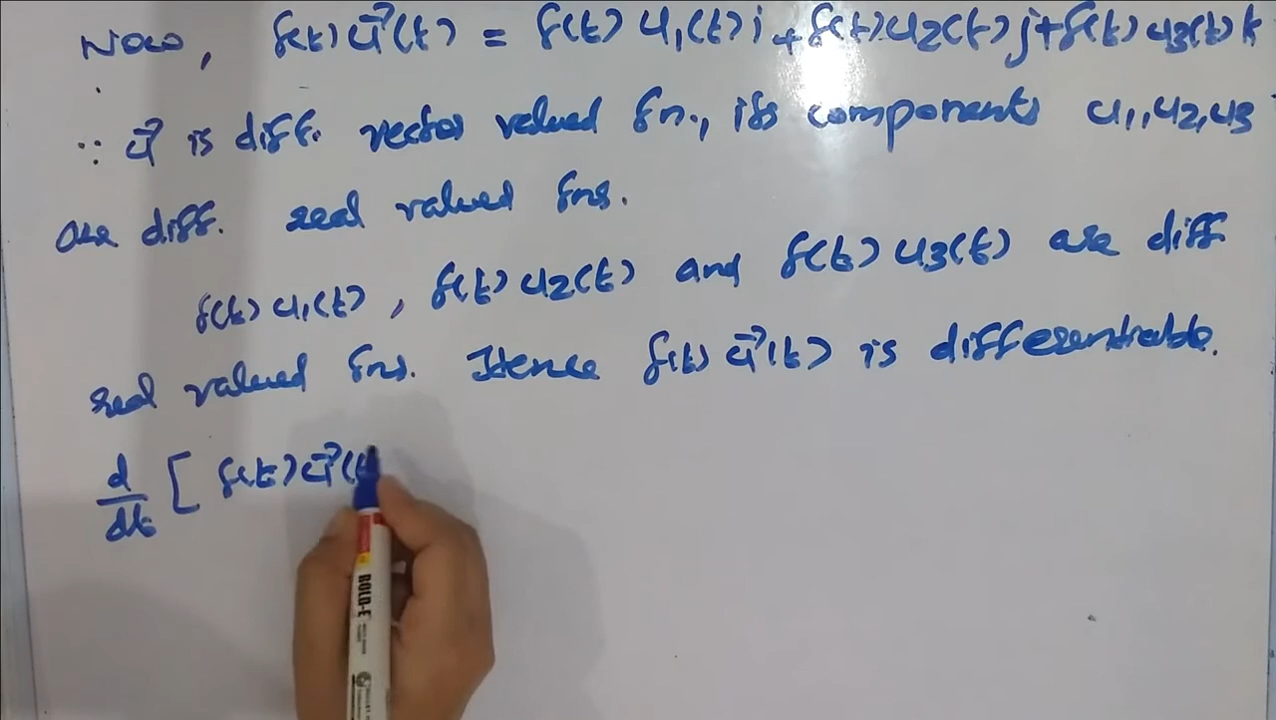 Now, f(t) u⃗(t) = f(t) u₁(t) i + f(t) u₂(t) j + f(t) u₃(t) k
∵ u⃗ is diff. vector valued fn., its components u₁, u₂, u₃
are diff. real valued fns.
f(t) u₁(t), f(t) u₂(t) and f(t) u₃(t) are diff
real valued fns. Hence f(t) u⃗(t) is differentiable.
d/dt [ f(t) u⃗(t
BOLD-E